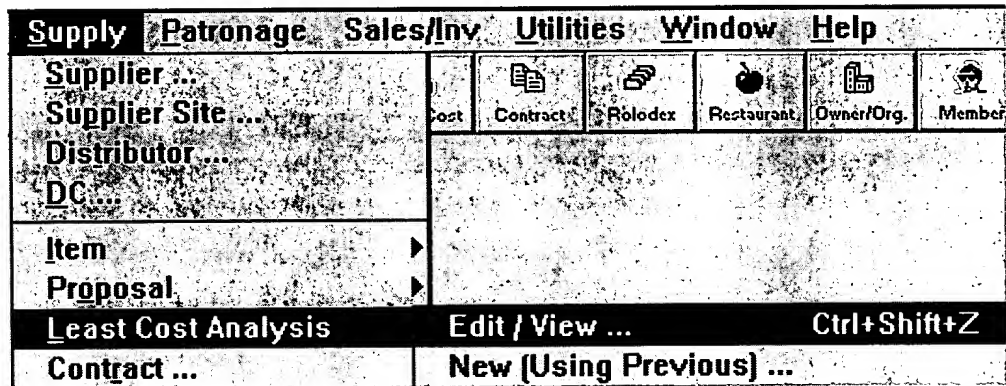 Supply Patronage Sales/Inv Utilities Window Help
Supplier ...
Supplier Site ...
Distributor ...
DC ...
Cost Contract Rolodex Restaurant Owner/Org. Member
Item
Proposal
Least Cost Analysis Edit / View ... Ctrl+Shift+Z
Contract ... New (Using Previous) ...